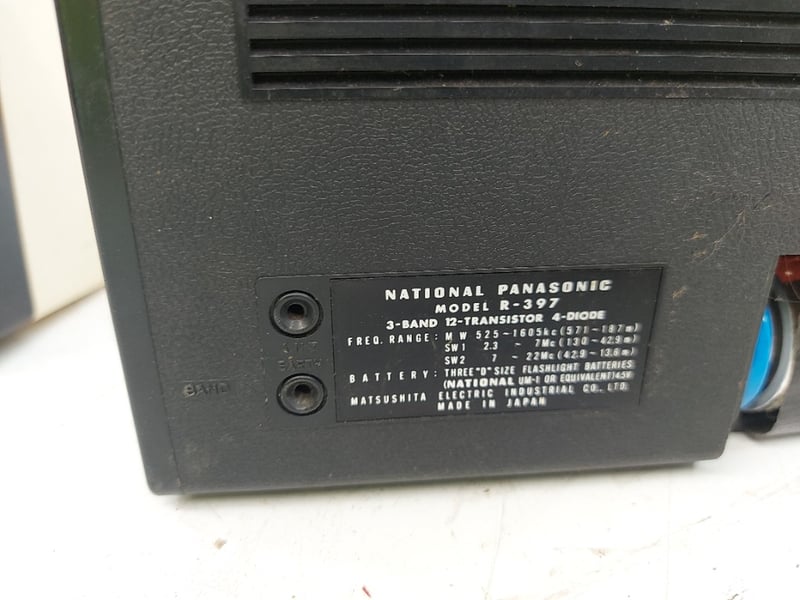 NATIONAL PANASONIC
MODEL R-397
3-BAND 12-TRANSISTOR 4-DIODE
FREQ. RANGE: MW 525~1605kc (571~187m)
SW1 2.3 ~ 7Mc (130~42.9m)
SW2 7 ~ 22Mc (42.9~13.6m)
BATTERY: THREE "D" SIZE FLASHLIGHT BATTERIES
(NATIONAL UM-1 OR EQUIVALENT) 4.5V
MATSUSHITA ELECTRIC INDUSTRIAL CO., LTD.
MADE IN JAPAN
EARTH
BAND